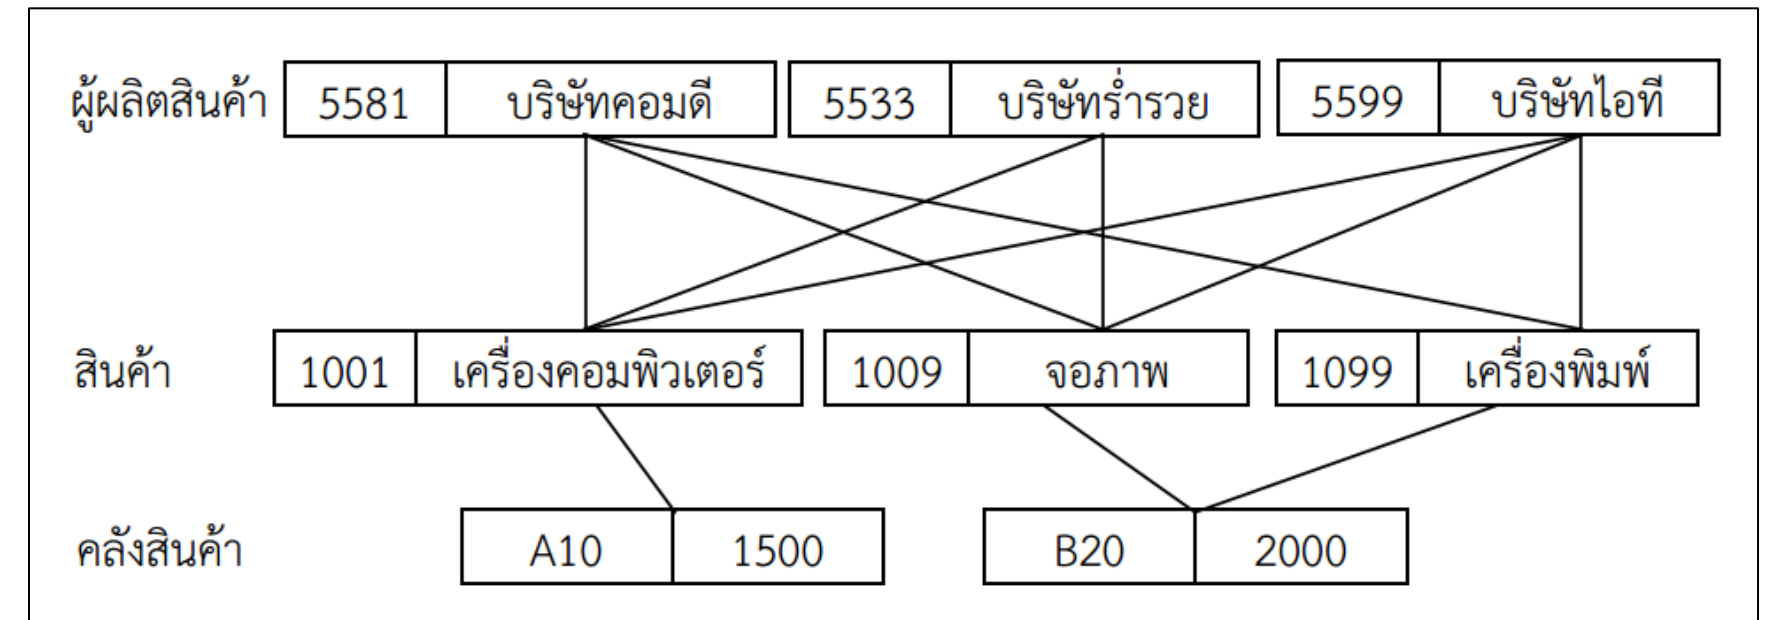 ผู้ผลิตสินค้า 5581 บริษัทคอมดี 5533 บริษัทร่ำรวย 5599 บริษัทไอที
สินค้า 1001 เครื่องคอมพิวเตอร์ 1009 จอภาพ 1099 เครื่องพิมพ์
คลังสินค้า A10 1500 B20 2000